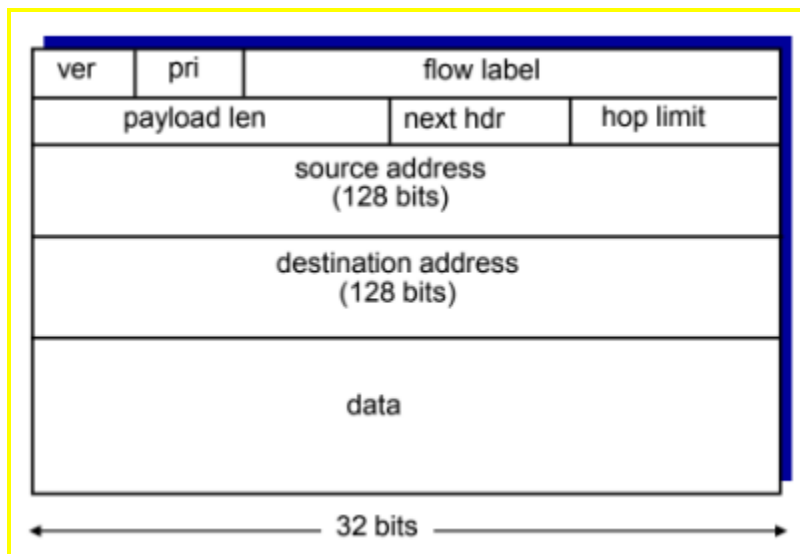 ver pri flow label
payload len next hdr hop limit
source address
(128 bits)
destination address
(128 bits)
data
32 bits